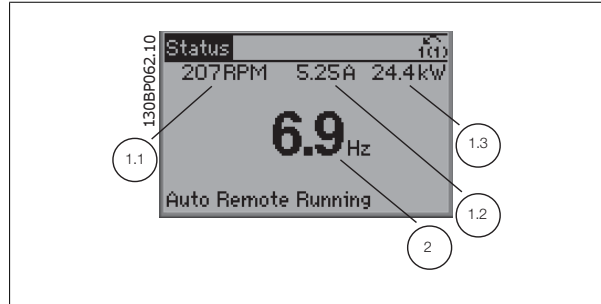 130BP062.10
Status
1(1)
207RPM 5.25A 24.4kW
6.9Hz
Auto Remote Running
1.1
1.3
1.2
2